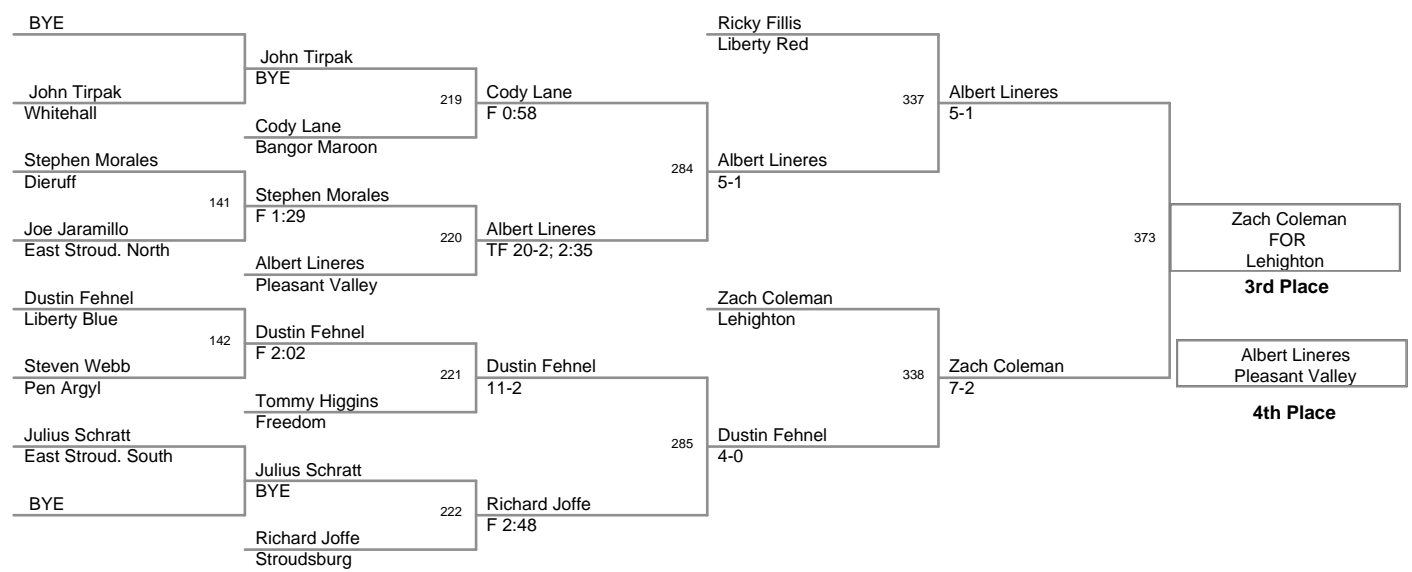 BYE
John Tirpak
Whitehall
Stephen Morales
Dieruff
141
Joe Jaramillo
East Stroud. North
Dustin Fehnel
Liberty Blue
142
Steven Webb
Pen Argyl
Julius Schratt
East Stroud. South
BYE
John Tirpak
BYE
219
Cody Lane
Bangor Maroon
Stephen Morales
F 1:29
220
Albert Lineres
Pleasant Valley
Dustin Fehnel
F 2:02
221
Tommy Higgins
Freedom
Julius Schratt
BYE
222
Richard Joffe
Stroudsburg
Cody Lane
F 0:58
284
Albert Lineres
TF 20-2; 2:35
Dustin Fehnel
11-2
285
Richard Joffe
F 2:48
Ricky Fillis
Liberty Red
337
Albert Lineres
5-1
Zach Coleman
Lehighton
338
Dustin Fehnel
4-0
Albert Lineres
5-1
373
Zach Coleman
7-2
Zach Coleman
FOR
Lehighton
3rd Place
Albert Lineres
Pleasant Valley
4th Place